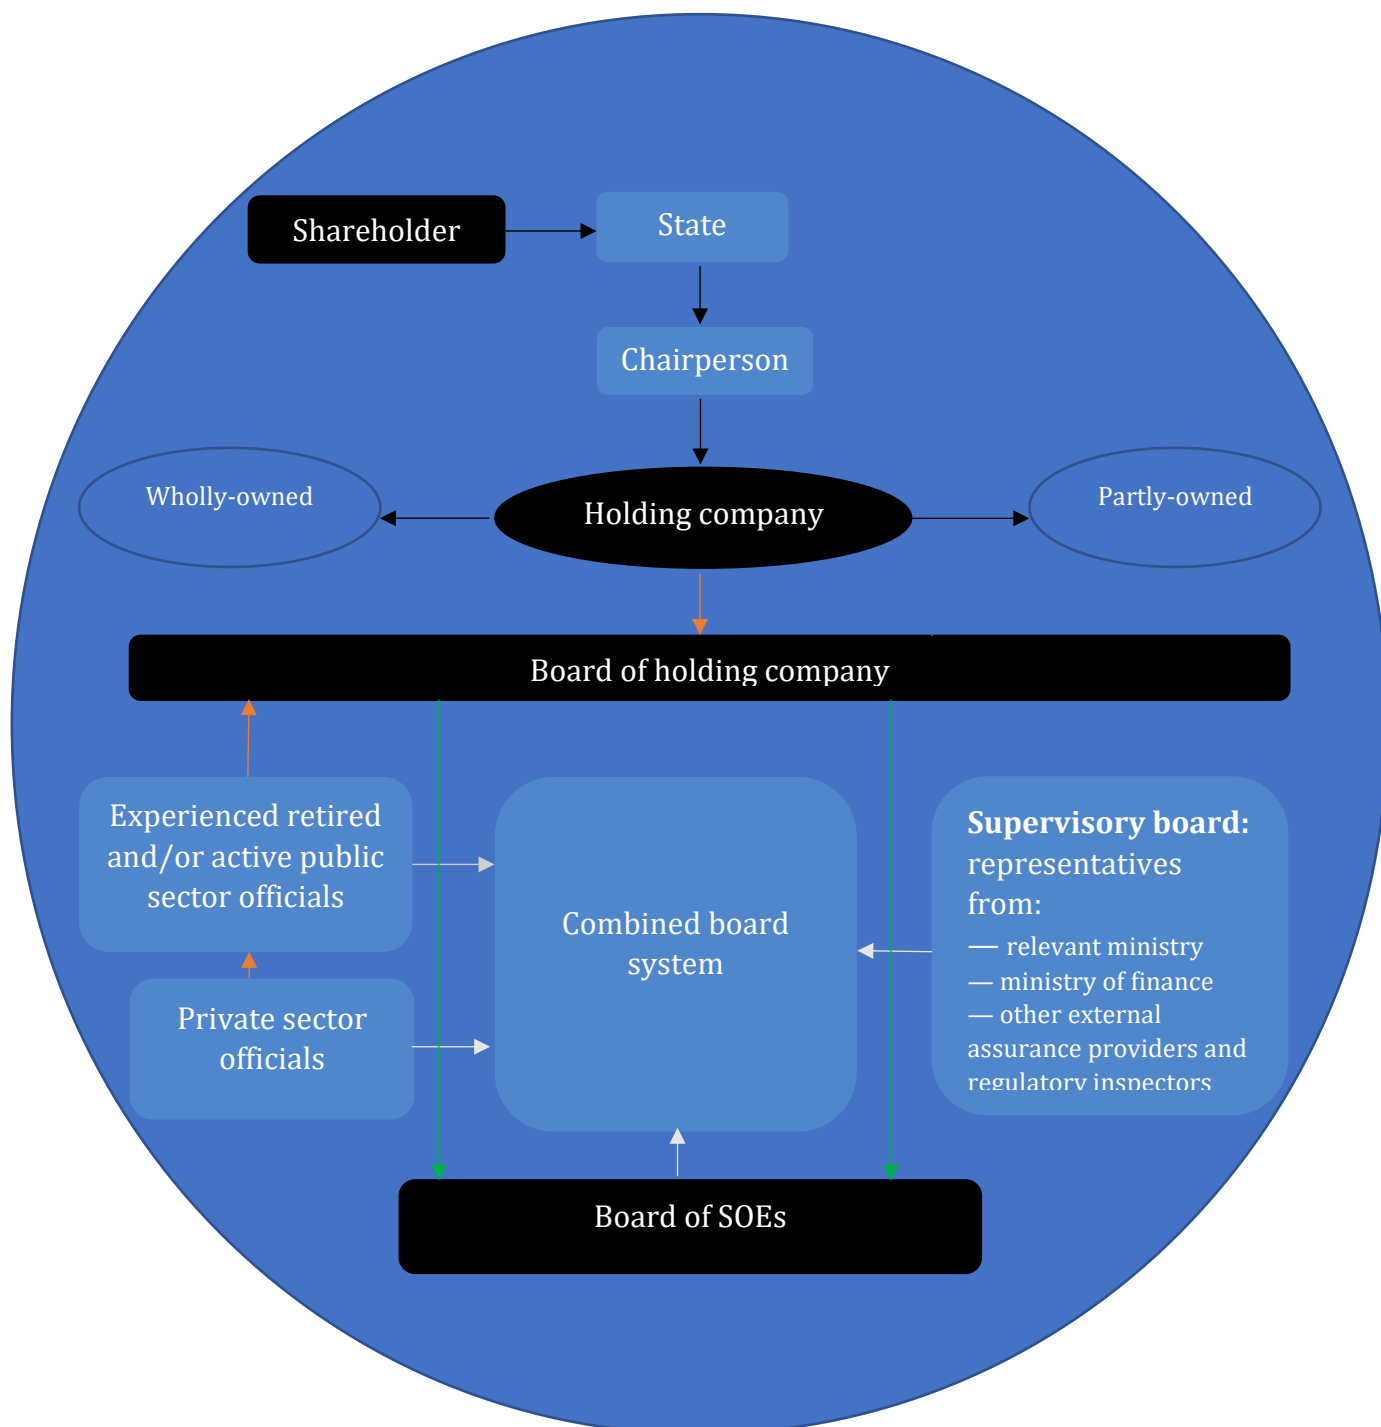 Shareholder
State
Chairperson
Wholly-owned
Holding company
Partly-owned
Board of holding company
Experienced retired
and/or active public
sector officials
Private sector
officials
Combined board
system
Supervisory board:
representatives
from:
— relevant ministry
— ministry of finance
— other external
assurance providers and
regulatory inspectors
Board of SOEs